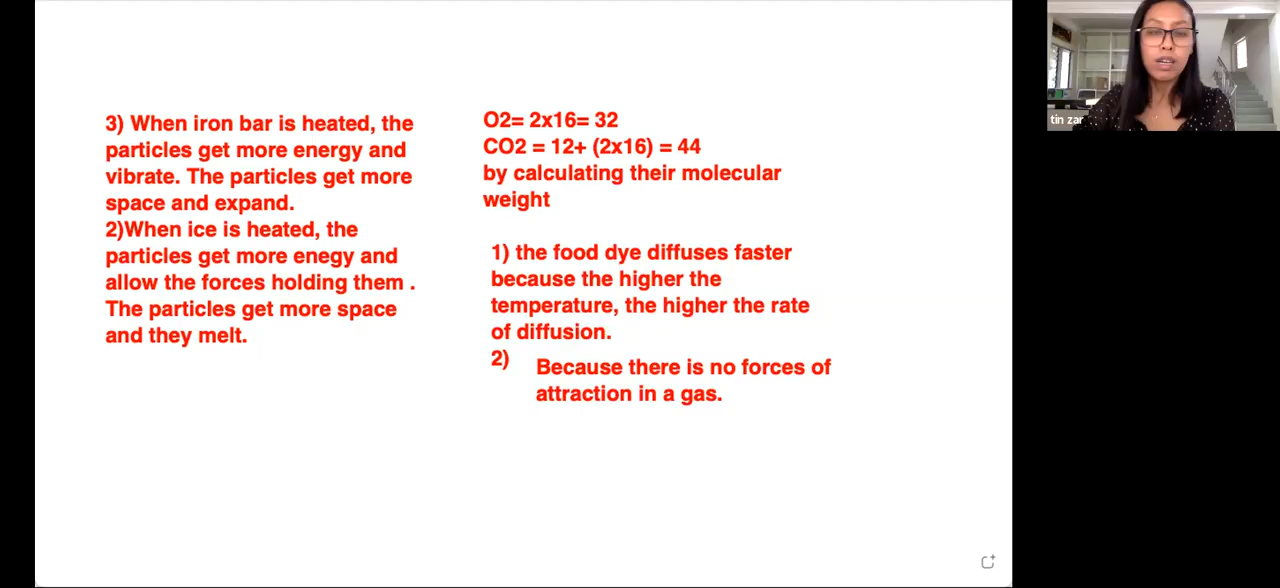 3) When iron bar is heated, the
particles get more energy and
vibrate. The particles get more
space and expand.
2)When ice is heated, the
particles get more enegy and
allow the forces holding them .
The particles get more space
and they melt.
O2= 2x16= 32
CO2 = 12+ (2x16) = 44
by calculating their molecular
weight
1) the food dye diffuses faster
because the higher the
temperature, the higher the rate
of diffusion.
2)
Because there is no forces of
attraction in a gas.
tin zar